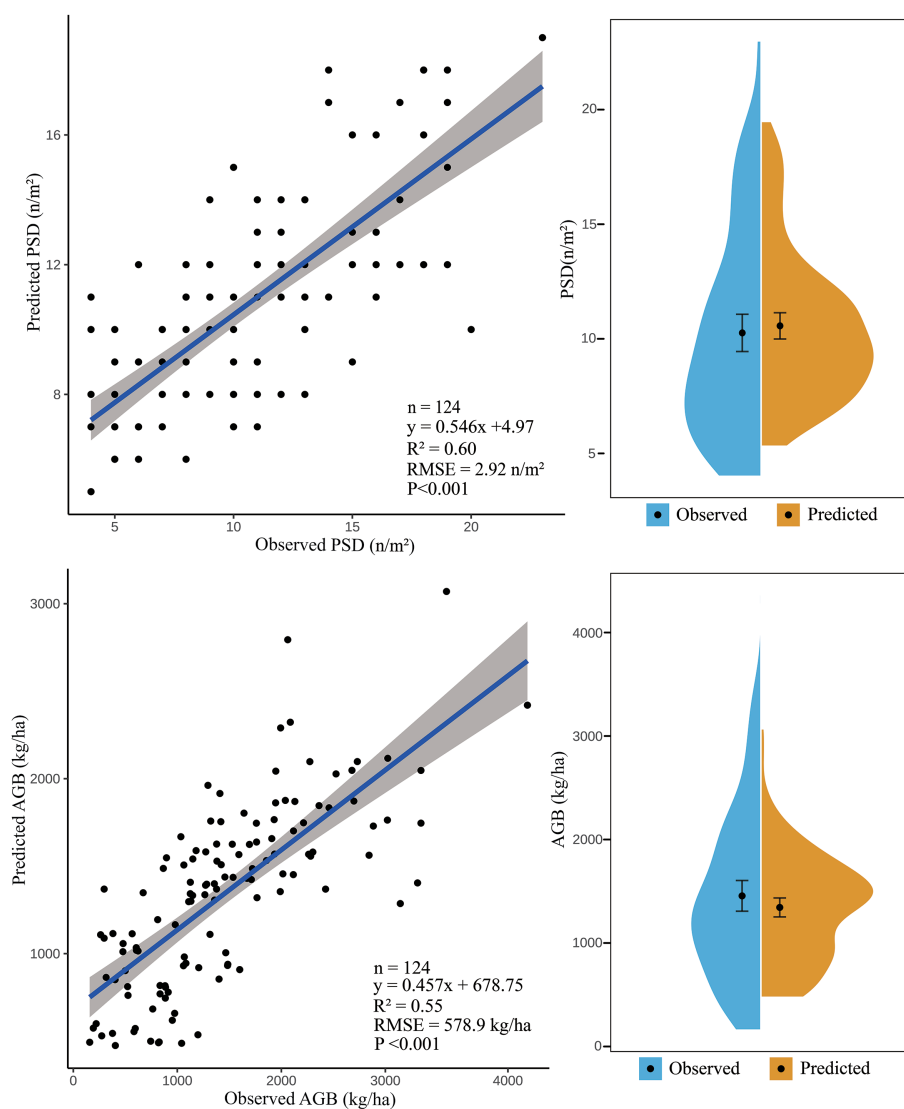 16
12
8
Predicted PSD (n/m²)
n = 124
y = 0.546x +4.97
R² = 0.60
RMSE = 2.92 n/m²
P<0.001
5
10
15
20
Observed PSD (n/m²)
20
15
10
5
PSD(n/m²)
Observed
Predicted
3000
2000
1000
Predicted AGB (kg/ha)
n = 124
y = 0.457x + 678.75
R² = 0.55
RMSE = 578.9 kg/ha
P <0.001
0
1000
2000
3000
4000
Observed AGB (kg/ha)
4000
3000
2000
1000
0
AGB (kg/ha)
Observed
Predicted